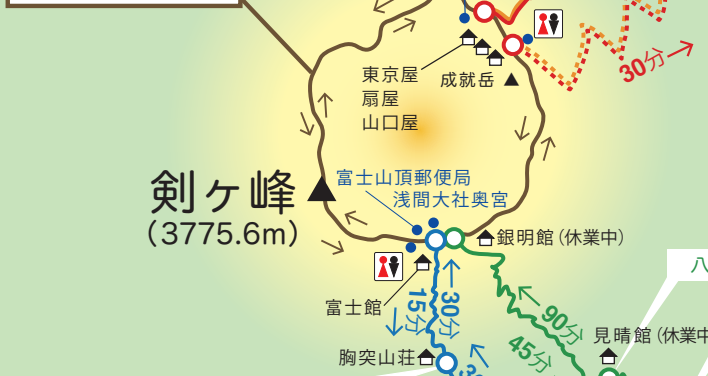 30分
東京屋
扇屋
山口屋
成就岳
剣ヶ峰
(3775.6m)
富士山頂郵便局
浅間大社奥宮
銀明館(休業中)
富士館
30分
15分
90分
45分
八
見晴館(休業中
胸突山荘